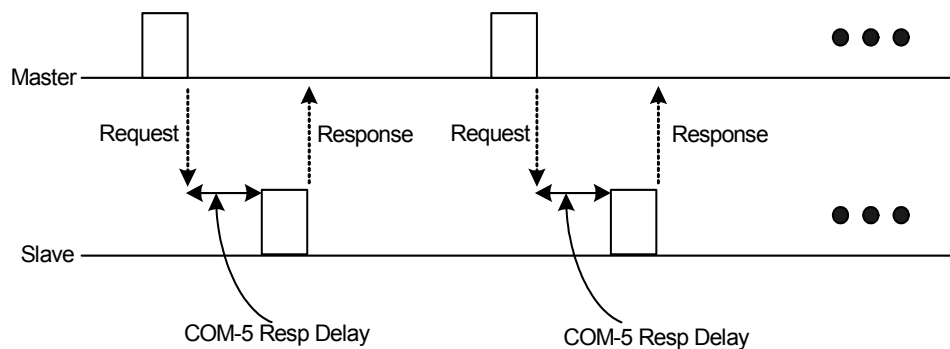 Master
Request
Response
Request
Response
Slave
COM-5 Resp Delay
COM-5 Resp Delay